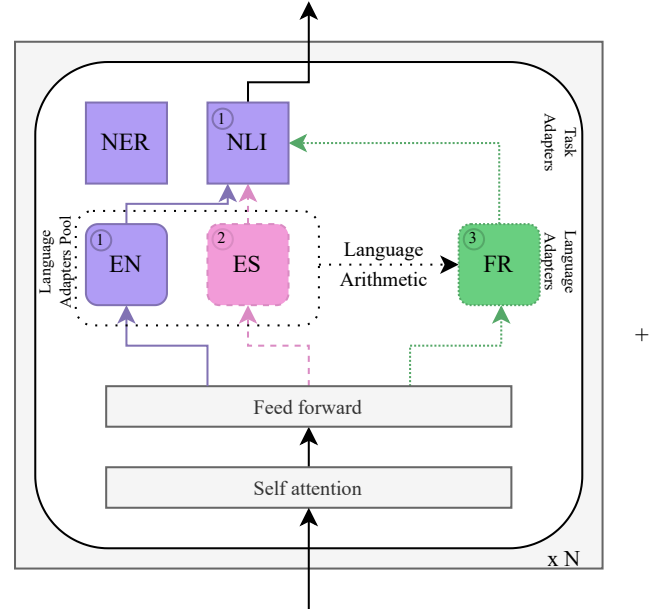 NER
1
NLI
Task
Adapters
Language
Adapters Pool
1
EN
2
ES
Language
Arithmetic
3
FR
Language
Adapters
+
Feed forward
Self attention
x N